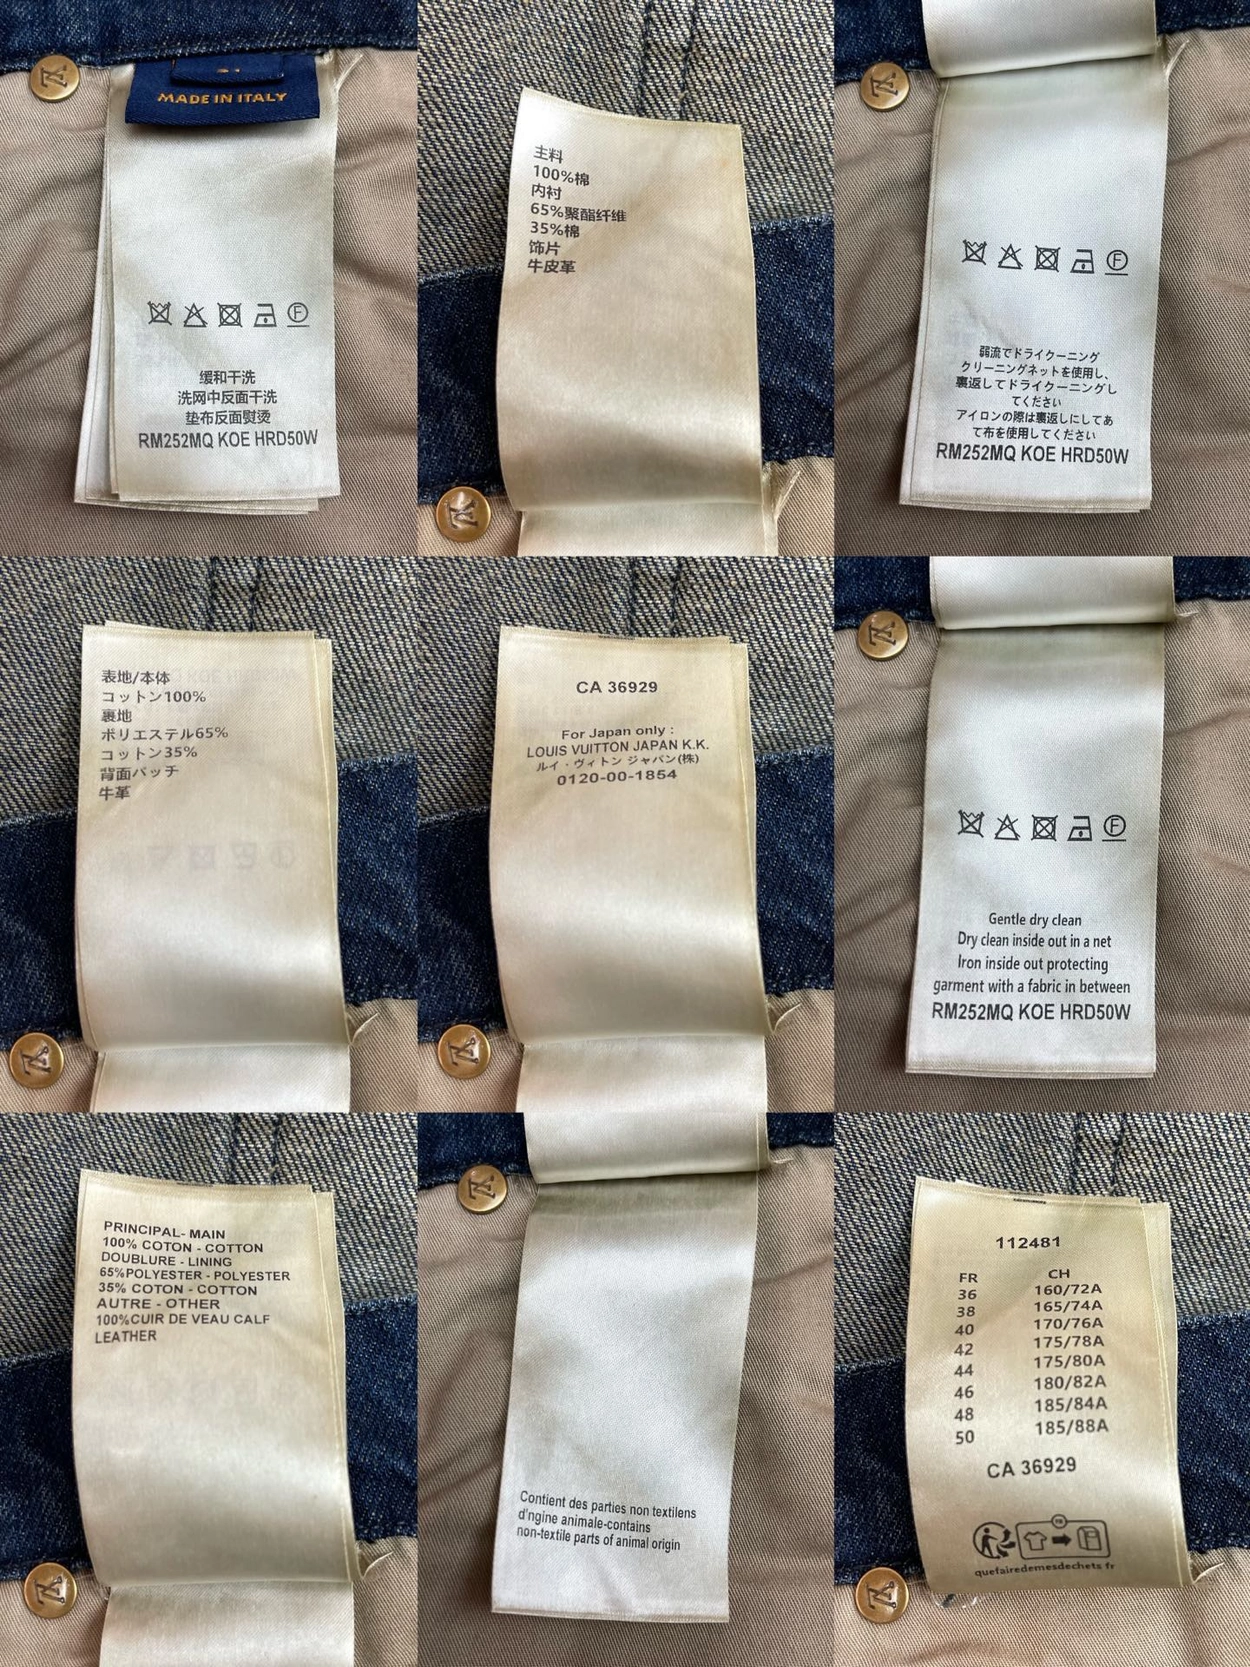 MADE IN ITALY
缓和干洗
洗网中反面干洗
垫布反面熨烫
RM252MQ KOE HRD50W
主料
100%棉
内衬
65%聚酯纤维
35%棉
饰片
牛皮革
F
弱流でドライクーニング
クリーニングネットを使用し、
裏返してドライクーニングし
てください
アイロンの際は裏返しにしてあ
て布を使用してください
RM252MQ KOE HRD50W
表地/本体
コットン100%
裏地
ポリエステル65%
コットン35%
背面パッチ
牛革
CA 36929
For Japan only :
LOUIS VUITTON JAPAN K.K.
ルイ・ヴィトン ジャパン(株)
0120-00-1854
F
Gentle dry clean
Dry clean inside out in a net
Iron inside out protecting
garment with a fabric in between
RM252MQ KOE HRD50W
PRINCIPAL- MAIN
100% COTON - COTTON
DOUBLURE - LINING
65%POLYESTER - POLYESTER
35% COTON - COTTON
AUTRE - OTHER
100%CUIR DE VEAU CALF
LEATHER
Contient des parties non textilens
d'ngine animale-contains
non-textile parts of animal origin
112481
FR CH
36 160/72A
38 165/74A
40 170/76A
42 175/78A
44 175/80A
46 180/82A
48 185/84A
50 185/88A
CA 36929
FR
quefairedemesdechets.fr